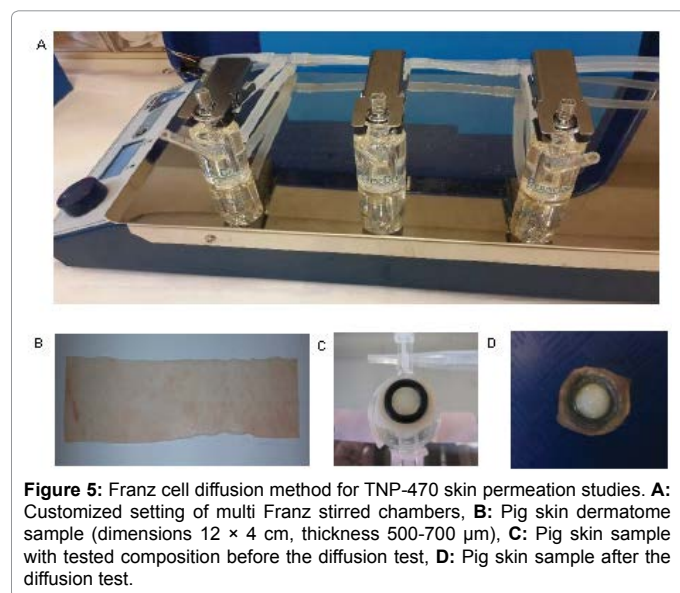 A
B
C
D
Figure 5: Franz cell diffusion method for TNP-470 skin permeation studies. A:
Customized setting of multi Franz stirred chambers, B: Pig skin dermatome
sample (dimensions 12 × 4 cm, thickness 500-700 µm), C: Pig skin sample
with tested composition before the diffusion test, D: Pig skin sample after the
diffusion test.